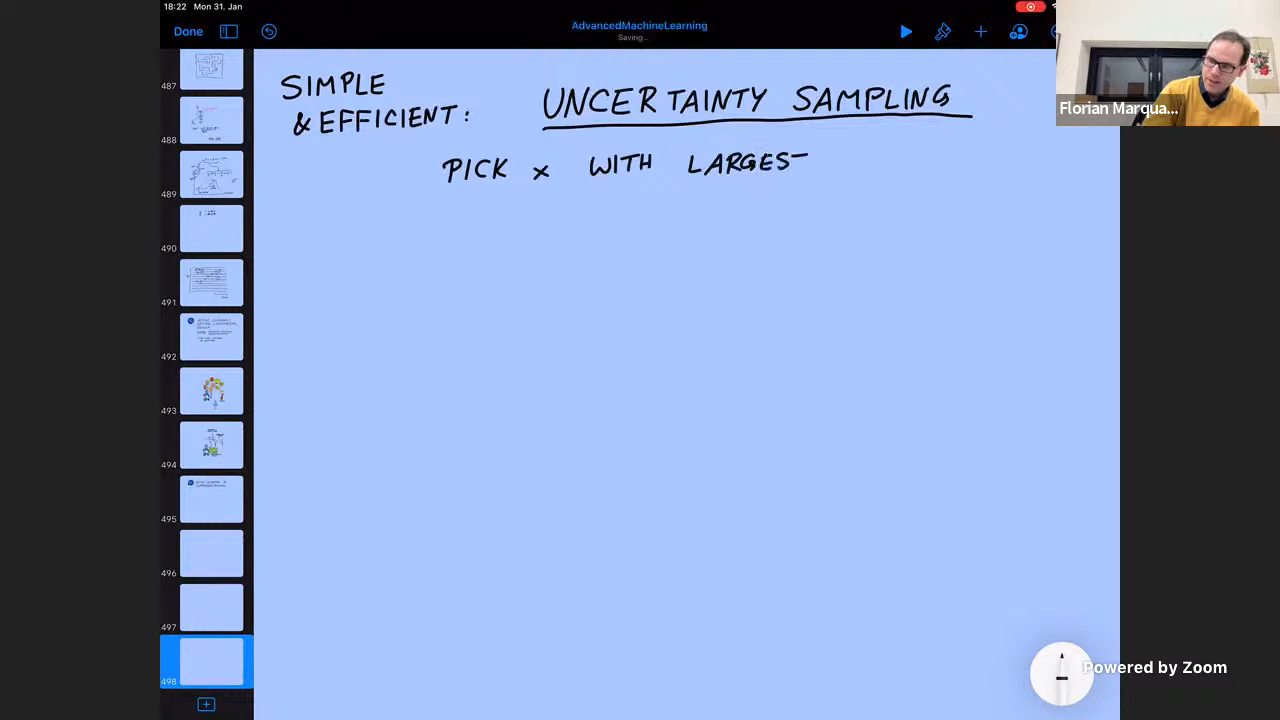 18:22 Mon 31. Jan
Done
AdvancedMachineLearning
Saving...
SIMPLE
& EFFICIENT:
UNCERTAINTY SAMPLING
PICK x WITH LARGEST
Florian Marqua...
487
488
489
490
491
492
493
494
495
496
497
498
Powered by Zoom